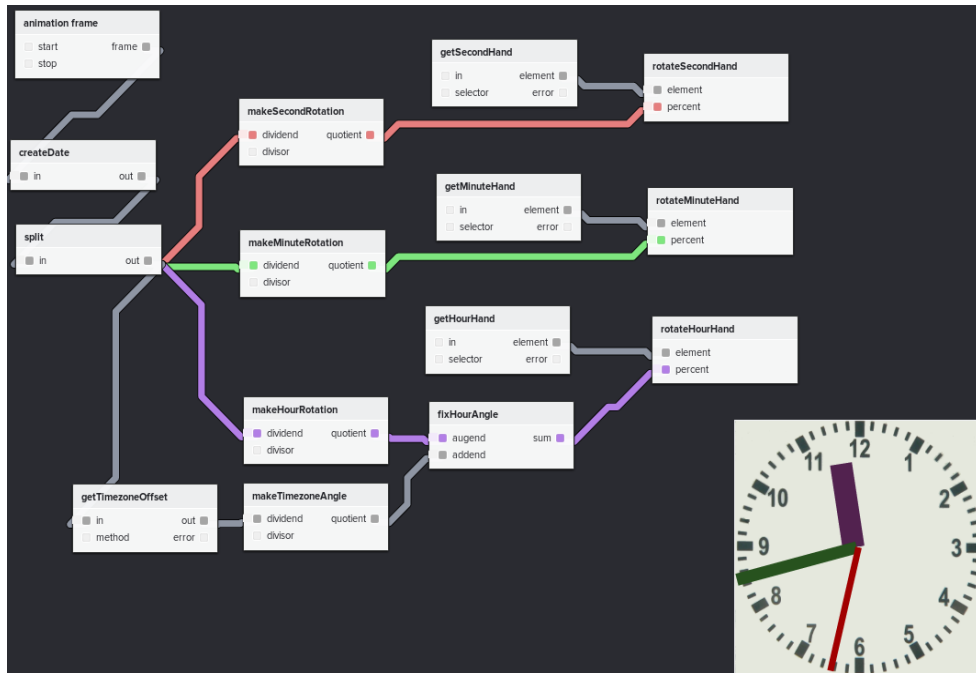 animation frame
start frame
stop
createDate
in out
split
in out
makeSecondRotation
dividend quotient
divisor
getSecondHand
in element
selector error
rotateSecondHand
element
percent
makeMinuteRotation
dividend quotient
divisor
getMinuteHand
in element
selector error
rotateMinuteHand
element
percent
getHourHand
in element
selector error
rotateHourHand
element
percent
makeHourRotation
dividend quotient
divisor
fixHourAngle
augend sum
addend
getTimezoneOffset
in out
method error
makeTimezoneAngle
dividend quotient
divisor
12
1
2
3
4
5
6
7
8
9
10
11